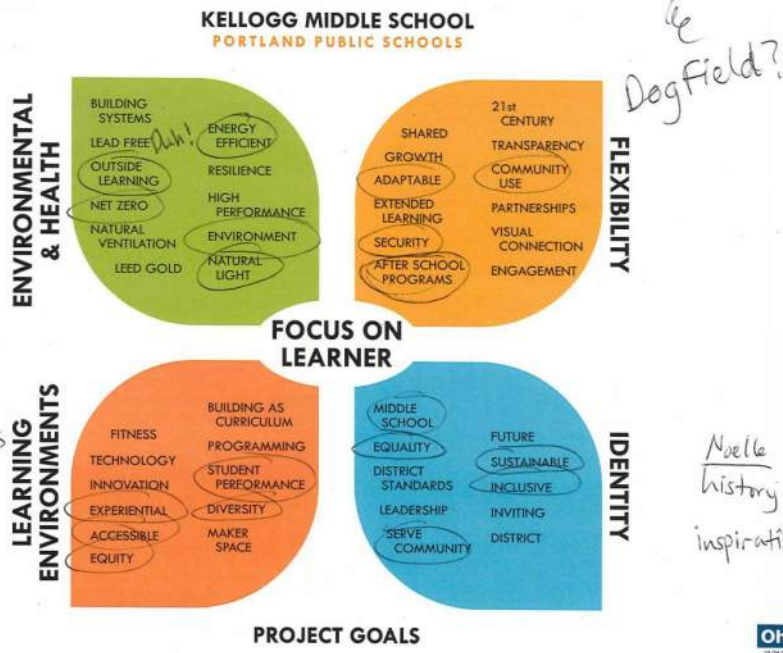 KELLOGG MIDDLE SCHOOL
PORTLAND PUBLIC SCHOOLS
DogField?
ENVIRONMENTAL
& HEALTH
BUILDING
SYSTEMS
LEAD FREE
Duh!
OUTSIDE
LEARNING
NET ZERO
NATURAL
VENTILATION
LEED GOLD
ENERGY
EFFICIENT
RESILIENCE
HIGH
PERFORMANCE
ENVIRONMENT
NATURAL
LIGHT
SHARED
GROWTH
ADAPTABLE
EXTENDED
LEARNING
SECURITY
AFTER SCHOOL
PROGRAMS
21st
CENTURY
TRANSPARENCY
COMMUNITY
USE
PARTNERSHIPS
VISUAL
CONNECTION
ENGAGEMENT
FLEXIBILITY
FOCUS ON
LEARNER
LEARNING
ENVIRONMENTS
FITNESS
TECHNOLOGY
INNOVATION
EXPERIENTIAL
ACCESSIBLE
EQUITY
BUILDING AS
CURRICULUM
PROGRAMMING
STUDENT
PERFORMANCE
DIVERSITY
MAKER
SPACE
MIDDLE
SCHOOL
EQUALITY
DISTRICT
STANDARDS
LEADERSHIP
SERVE
COMMUNITY
FUTURE
SUSTAINABLE
INCLUSIVE
INVITING
DISTRICT
IDENTITY
Noelle
history
inspirati
PROJECT GOALS
Oh